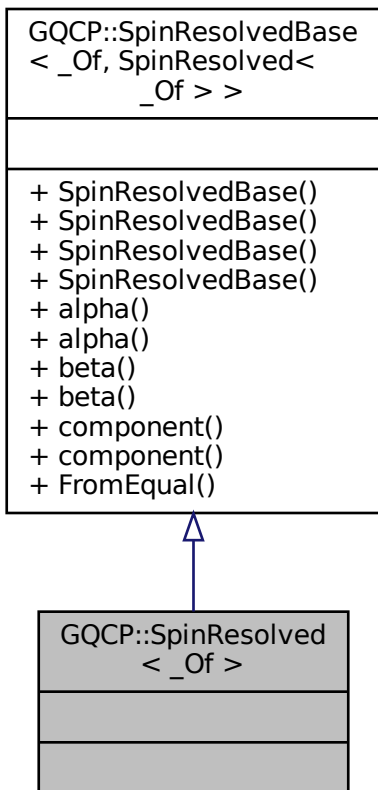 GQCP::SpinResolvedBase
< _Of, SpinResolved<
_Of > >
+ SpinResolvedBase()
+ SpinResolvedBase()
+ SpinResolvedBase()
+ SpinResolvedBase()
+ alpha()
+ alpha()
+ beta()
+ beta()
+ component()
+ component()
+ FromEqual()
GQCP::SpinResolved
< _Of >